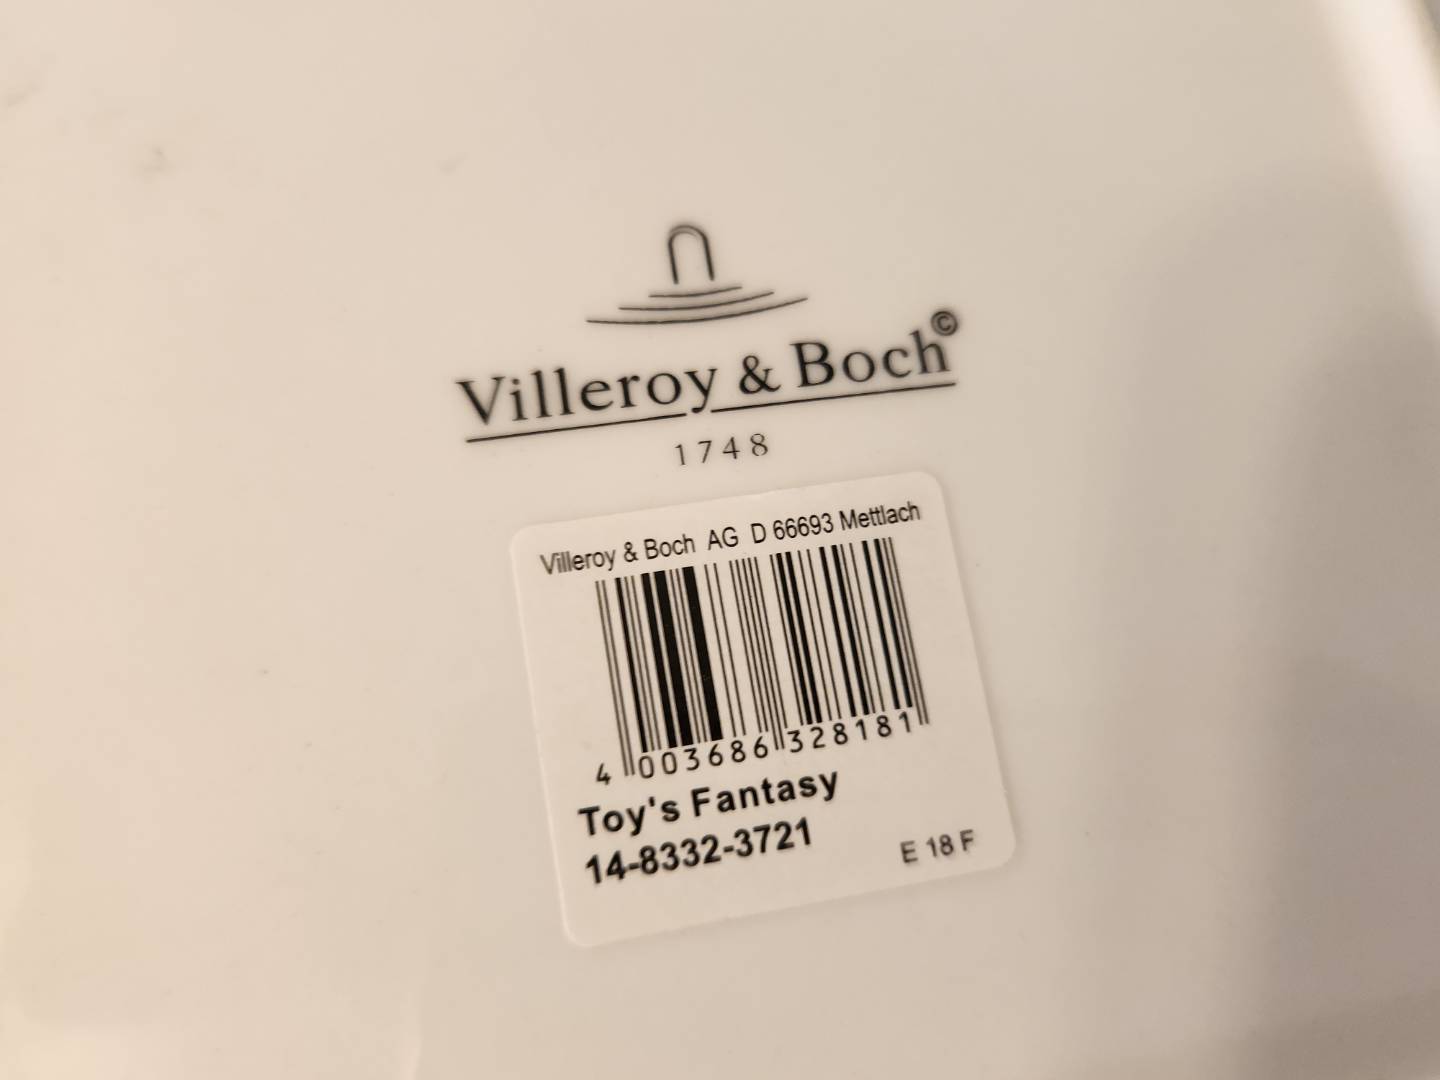 Villeroy & Boch©
1748
Villeroy & Boch AG D 66693 Mettlach
4 003686 328181
Toy's Fantasy
14-8332-3721
E 18 F